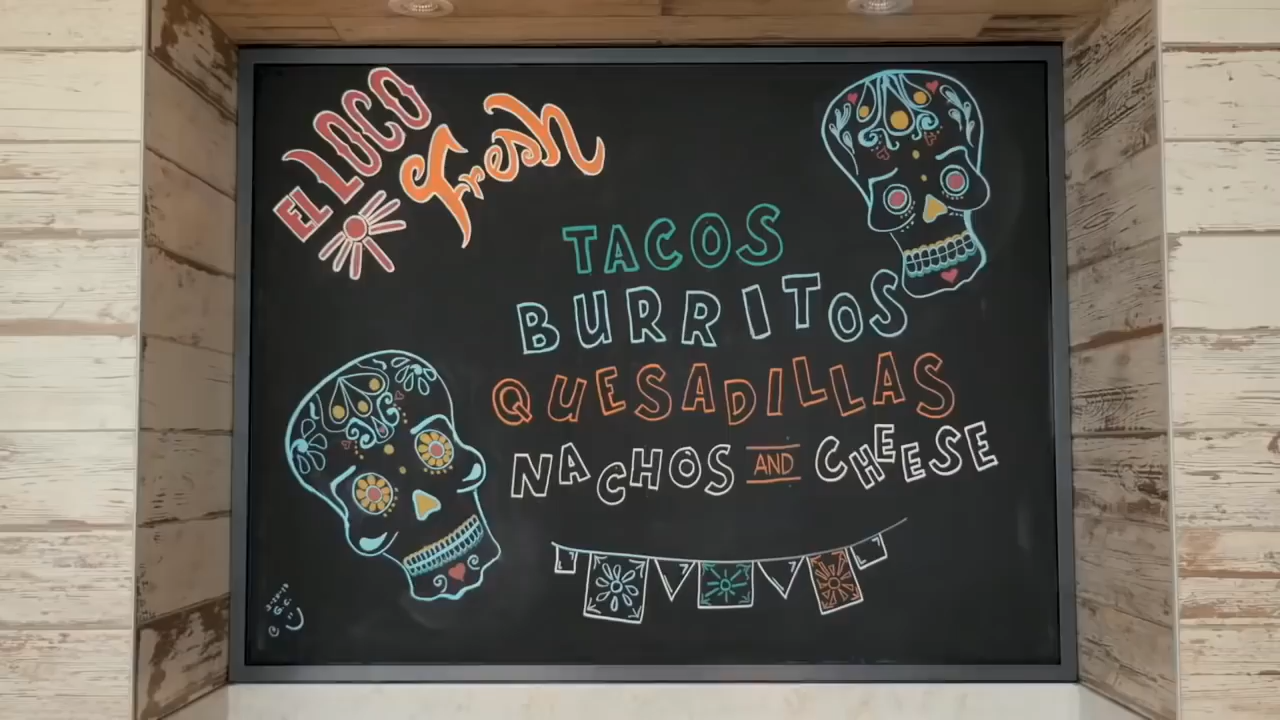 EL LOCO
Fresh
TACOS
BURRITOS
QUESADILLAS
NACHOS AND CHEESE
G.C.